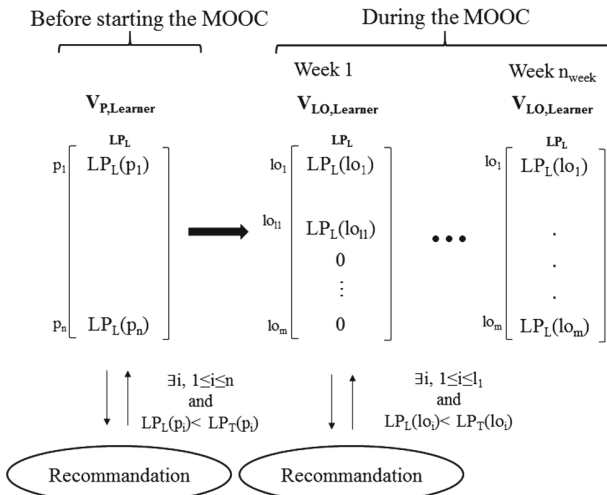 Before starting the MOOC
During the MOOC
Week 1
Week n_week
V_P,Learner
V_LO,Learner
V_LO,Learner
LP_L
LP_L
LP_L
p_1 LP_L(p_1)
lo_1 LP_L(lo_1)
lo_1 LP_L(lo_1)
lo_l1 LP_L(lo_l1)
0
⋮
...
.
.
.
p_n LP_L(p_n)
lo_m 0
lo_m LP_L(lo_m)
∃i, 1≤i≤n
and
LP_L(p_i)< LP_T(p_i)
∃i, 1≤i≤l_1
and
LP_L(lo_i)< LP_T(lo_i)
Recommandation
Recommandation